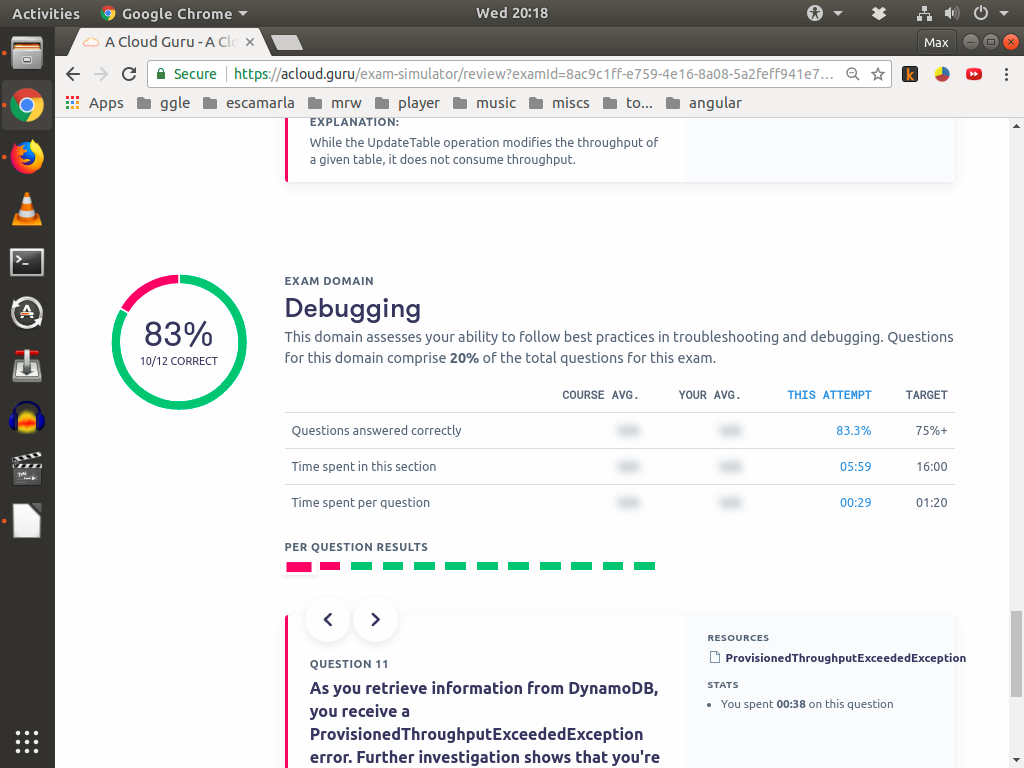 Activities Google Chrome Wed 20:18
A Cloud Guru - A Clo Max
Secure https://acloud.guru/exam-simulator/review?examId=8ac9c1ff-e759-4e16-8a08-5a2feff941e7...
Apps ggle escamarla mrw player music miscs to... angular
EXPLANATION:
While the UpdateTable operation modifies the throughput of
a given table, it does not consume throughput.
83%
10/12 CORRECT
EXAM DOMAIN
Debugging
This domain assesses your ability to follow best practices in troubleshooting and debugging. Questions
for this domain comprise 20% of the total questions for this exam.
COURSE AVG. YOUR AVG. THIS ATTEMPT TARGET
Questions answered correctly 83.3% 75%+
Time spent in this section 05:59 16:00
Time spent per question 00:29 01:20
PER QUESTION RESULTS
QUESTION 11
As you retrieve information from DynamoDB,
you receive a
ProvisionedThroughputExceededException
error. Further investigation shows that you're
RESOURCES
ProvisionedThroughputExceededException
STATS
• You spent 00:38 on this question